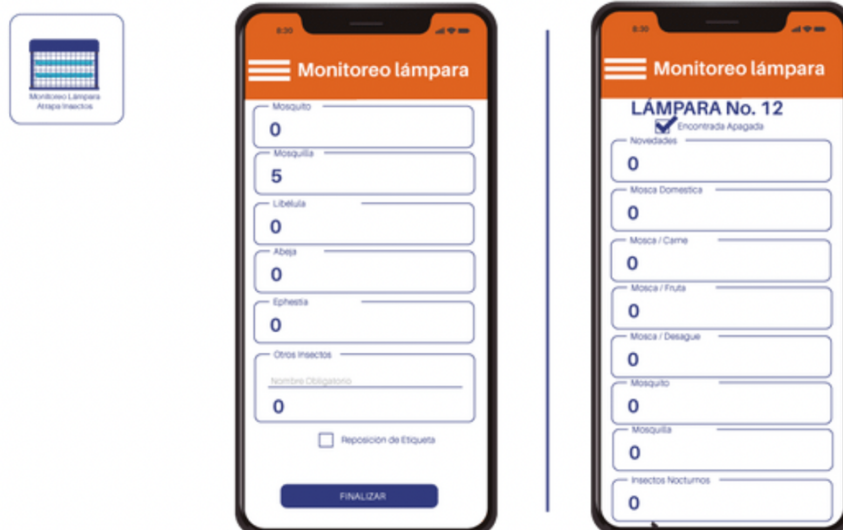 Monitoreo Lámpara
Atrapa Insectos
8:30
Monitoreo lámpara
Mosquito
0
Mosquilla
5
Libélula
0
Abeja
0
Ephestia
0
Otros Insectos
Nombre Obligatorio
0
Reposición de Etiqueta
FINALIZAR
8:30
Monitoreo lámpara
LÁMPARA No. 12
Encontrada Apagada
Novedades
0
Mosca Domestica
0
Mosca / Carne
0
Mosca / Fruta
0
Mosca / Desague
0
Mosquito
0
Mosquilla
0
Insectos Nocturnos
0